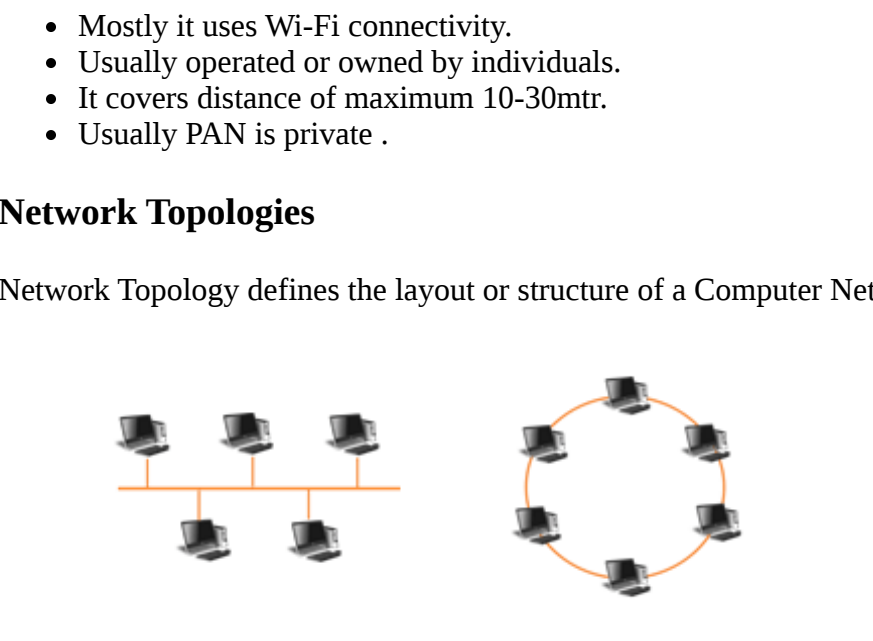 Mostly it uses Wi-Fi connectivity.
Usually operated or owned by individuals.
It covers distance of maximum 10-30mtr.
Usually PAN is private .
Network Topologies
Network Topology defines the layout or structure of a Computer Net